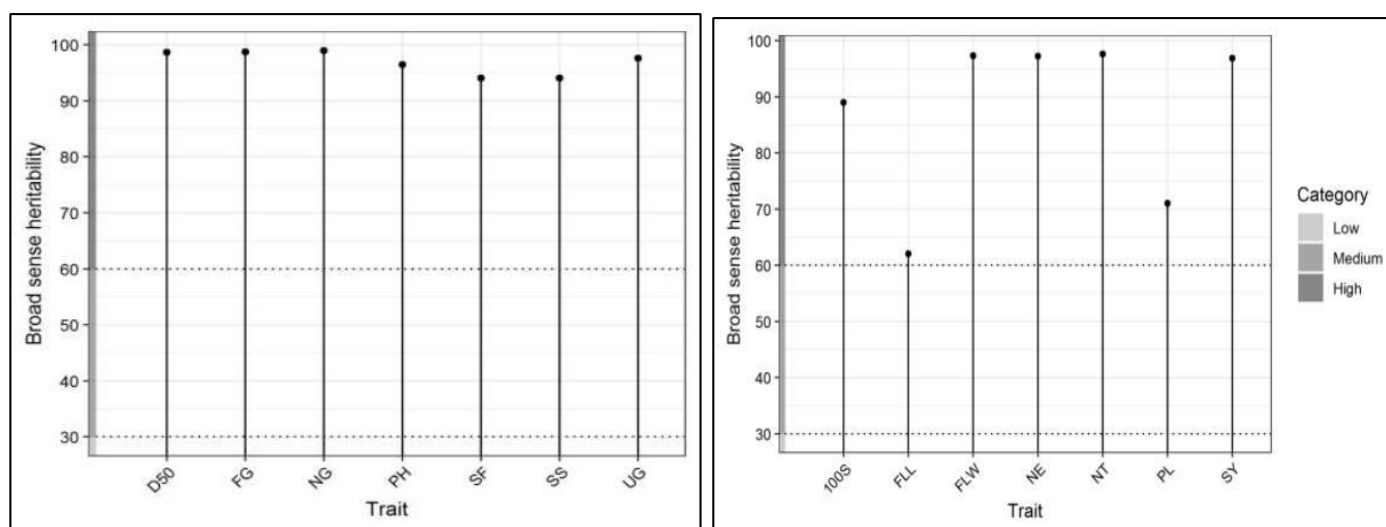 100
90
80
70
60
50
40
30
Broad sense heritability
D50
FG
NG
PH
SF
SS
UG
Trait
100
90
80
70
60
50
40
30
Broad sense heritability
100S
FLL
FLW
NE
NT
PL
SY
Trait
Category
Low
Medium
High